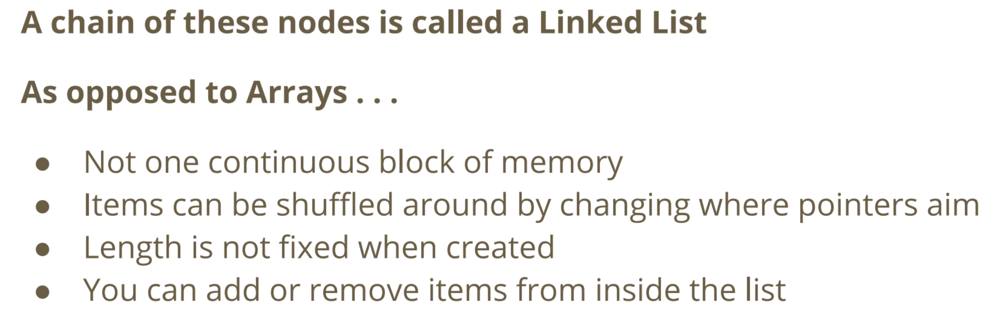 A chain of these nodes is called a Linked List
As opposed to Arrays . . .
● Not one continuous block of memory
● Items can be shuffled around by changing where pointers aim
● Length is not fixed when created
● You can add or remove items from inside the list